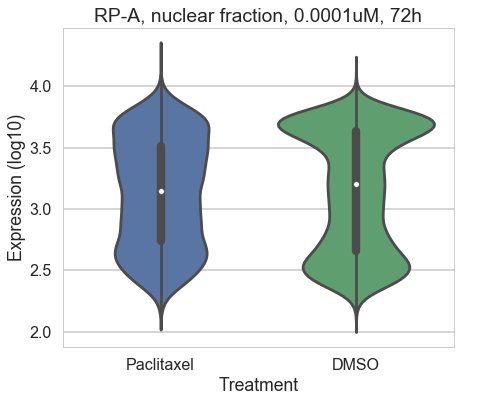 RP-A, nuclear fraction, 0.0001uM, 72h
Expression (log10)
4.0
3.5
3.0
2.5
2.0
Paclitaxel DMSO
Treatment